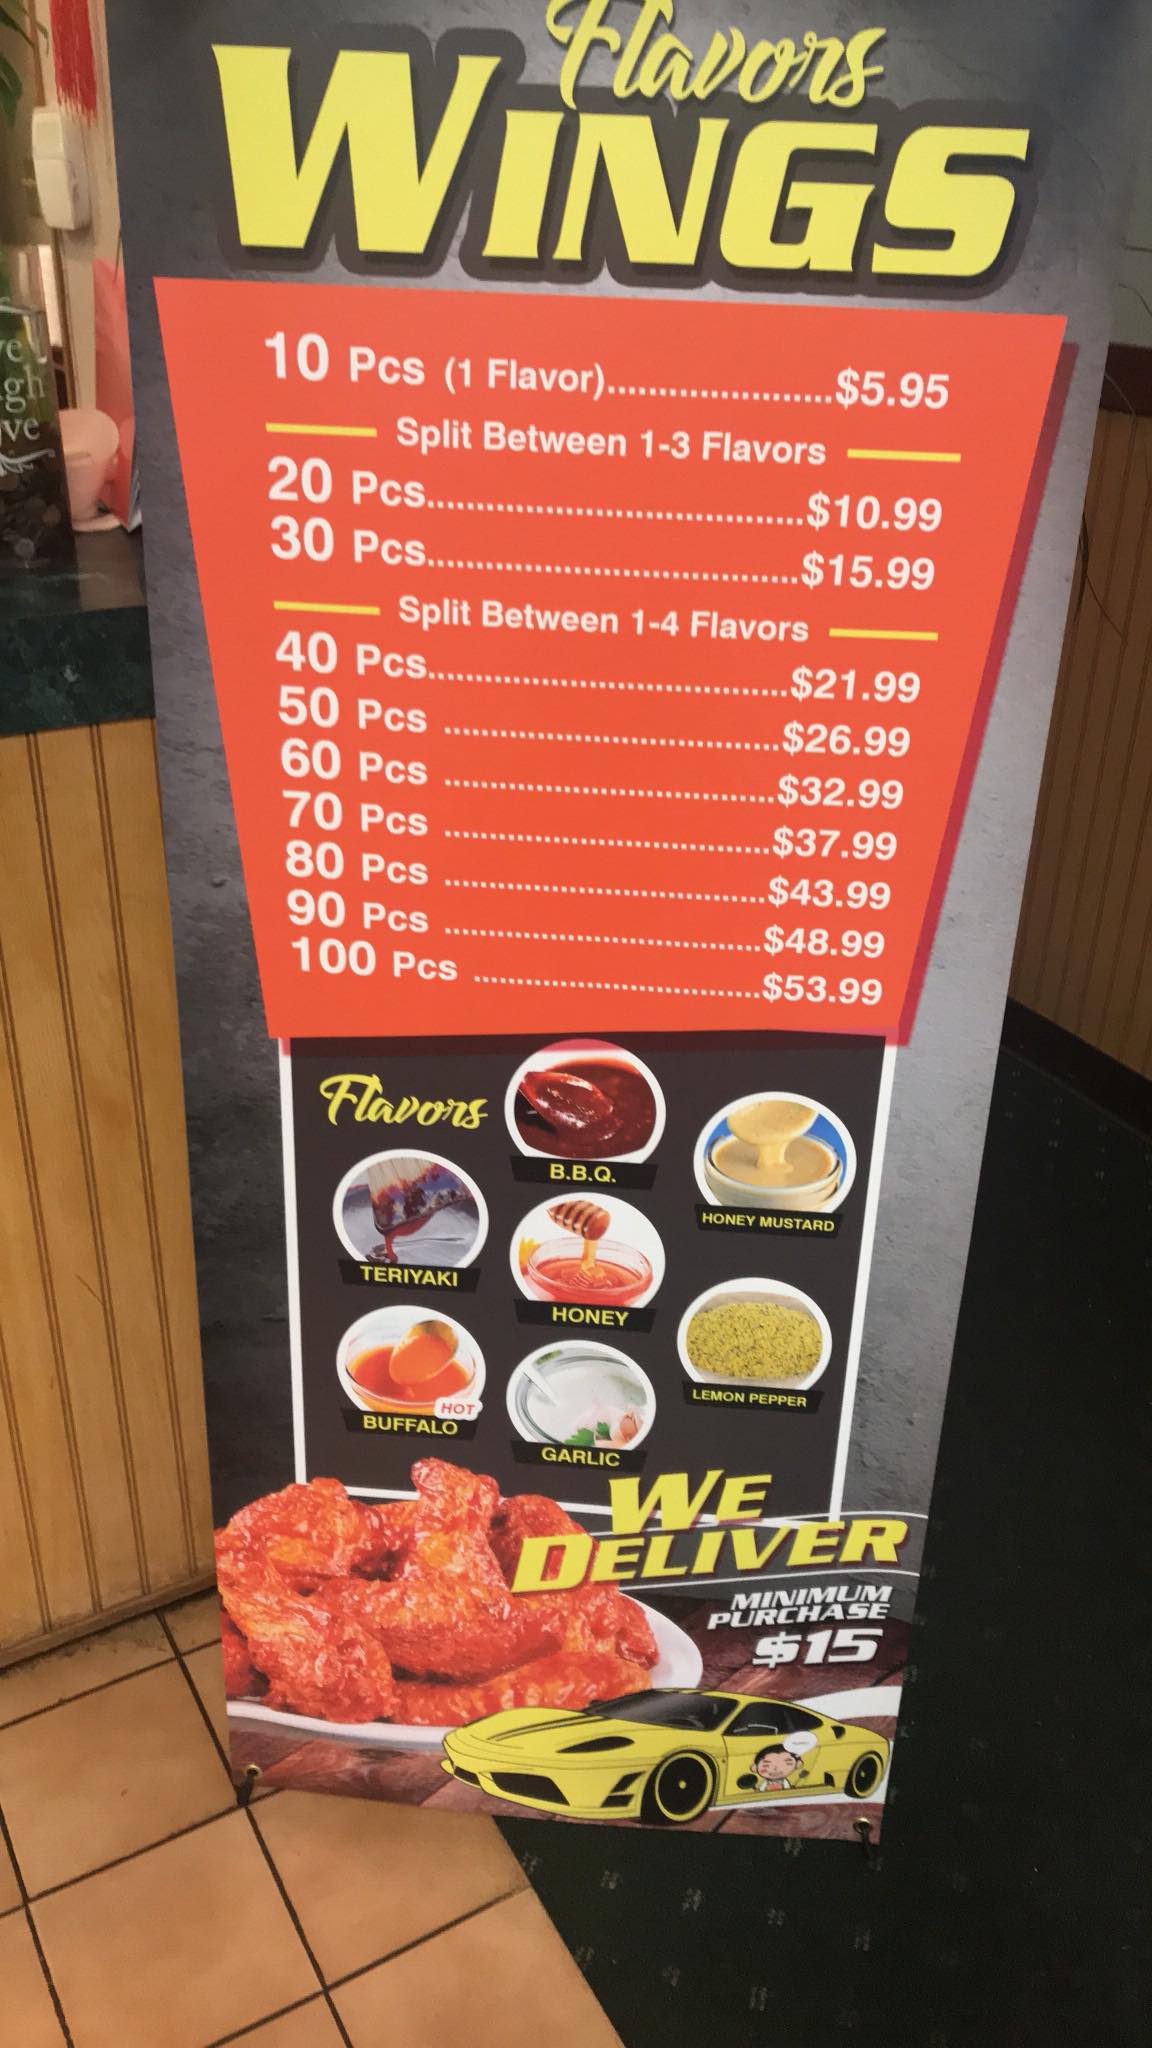 Flavors
WINGS
10 Pcs (1 Flavor)......................$5.95
Split Between 1-3 Flavors
20 Pcs.....................................$10.99
30 Pcs.....................................$15.99
Split Between 1-4 Flavors
40 Pcs....................................$21.99
50 Pcs .................................$26.99
60 Pcs .................................$32.99
70 Pcs .................................$37.99
80 Pcs ................................$43.99
90 Pcs ................................$48.99
100 Pcs .............................$53.99
Flavors
B.B.Q.
HONEY MUSTARD
TERIYAKI
HONEY
LEMON PEPPER
HOT
BUFFALO
GARLIC
WE
DELIVER
MINIMUM
PURCHASE
$15